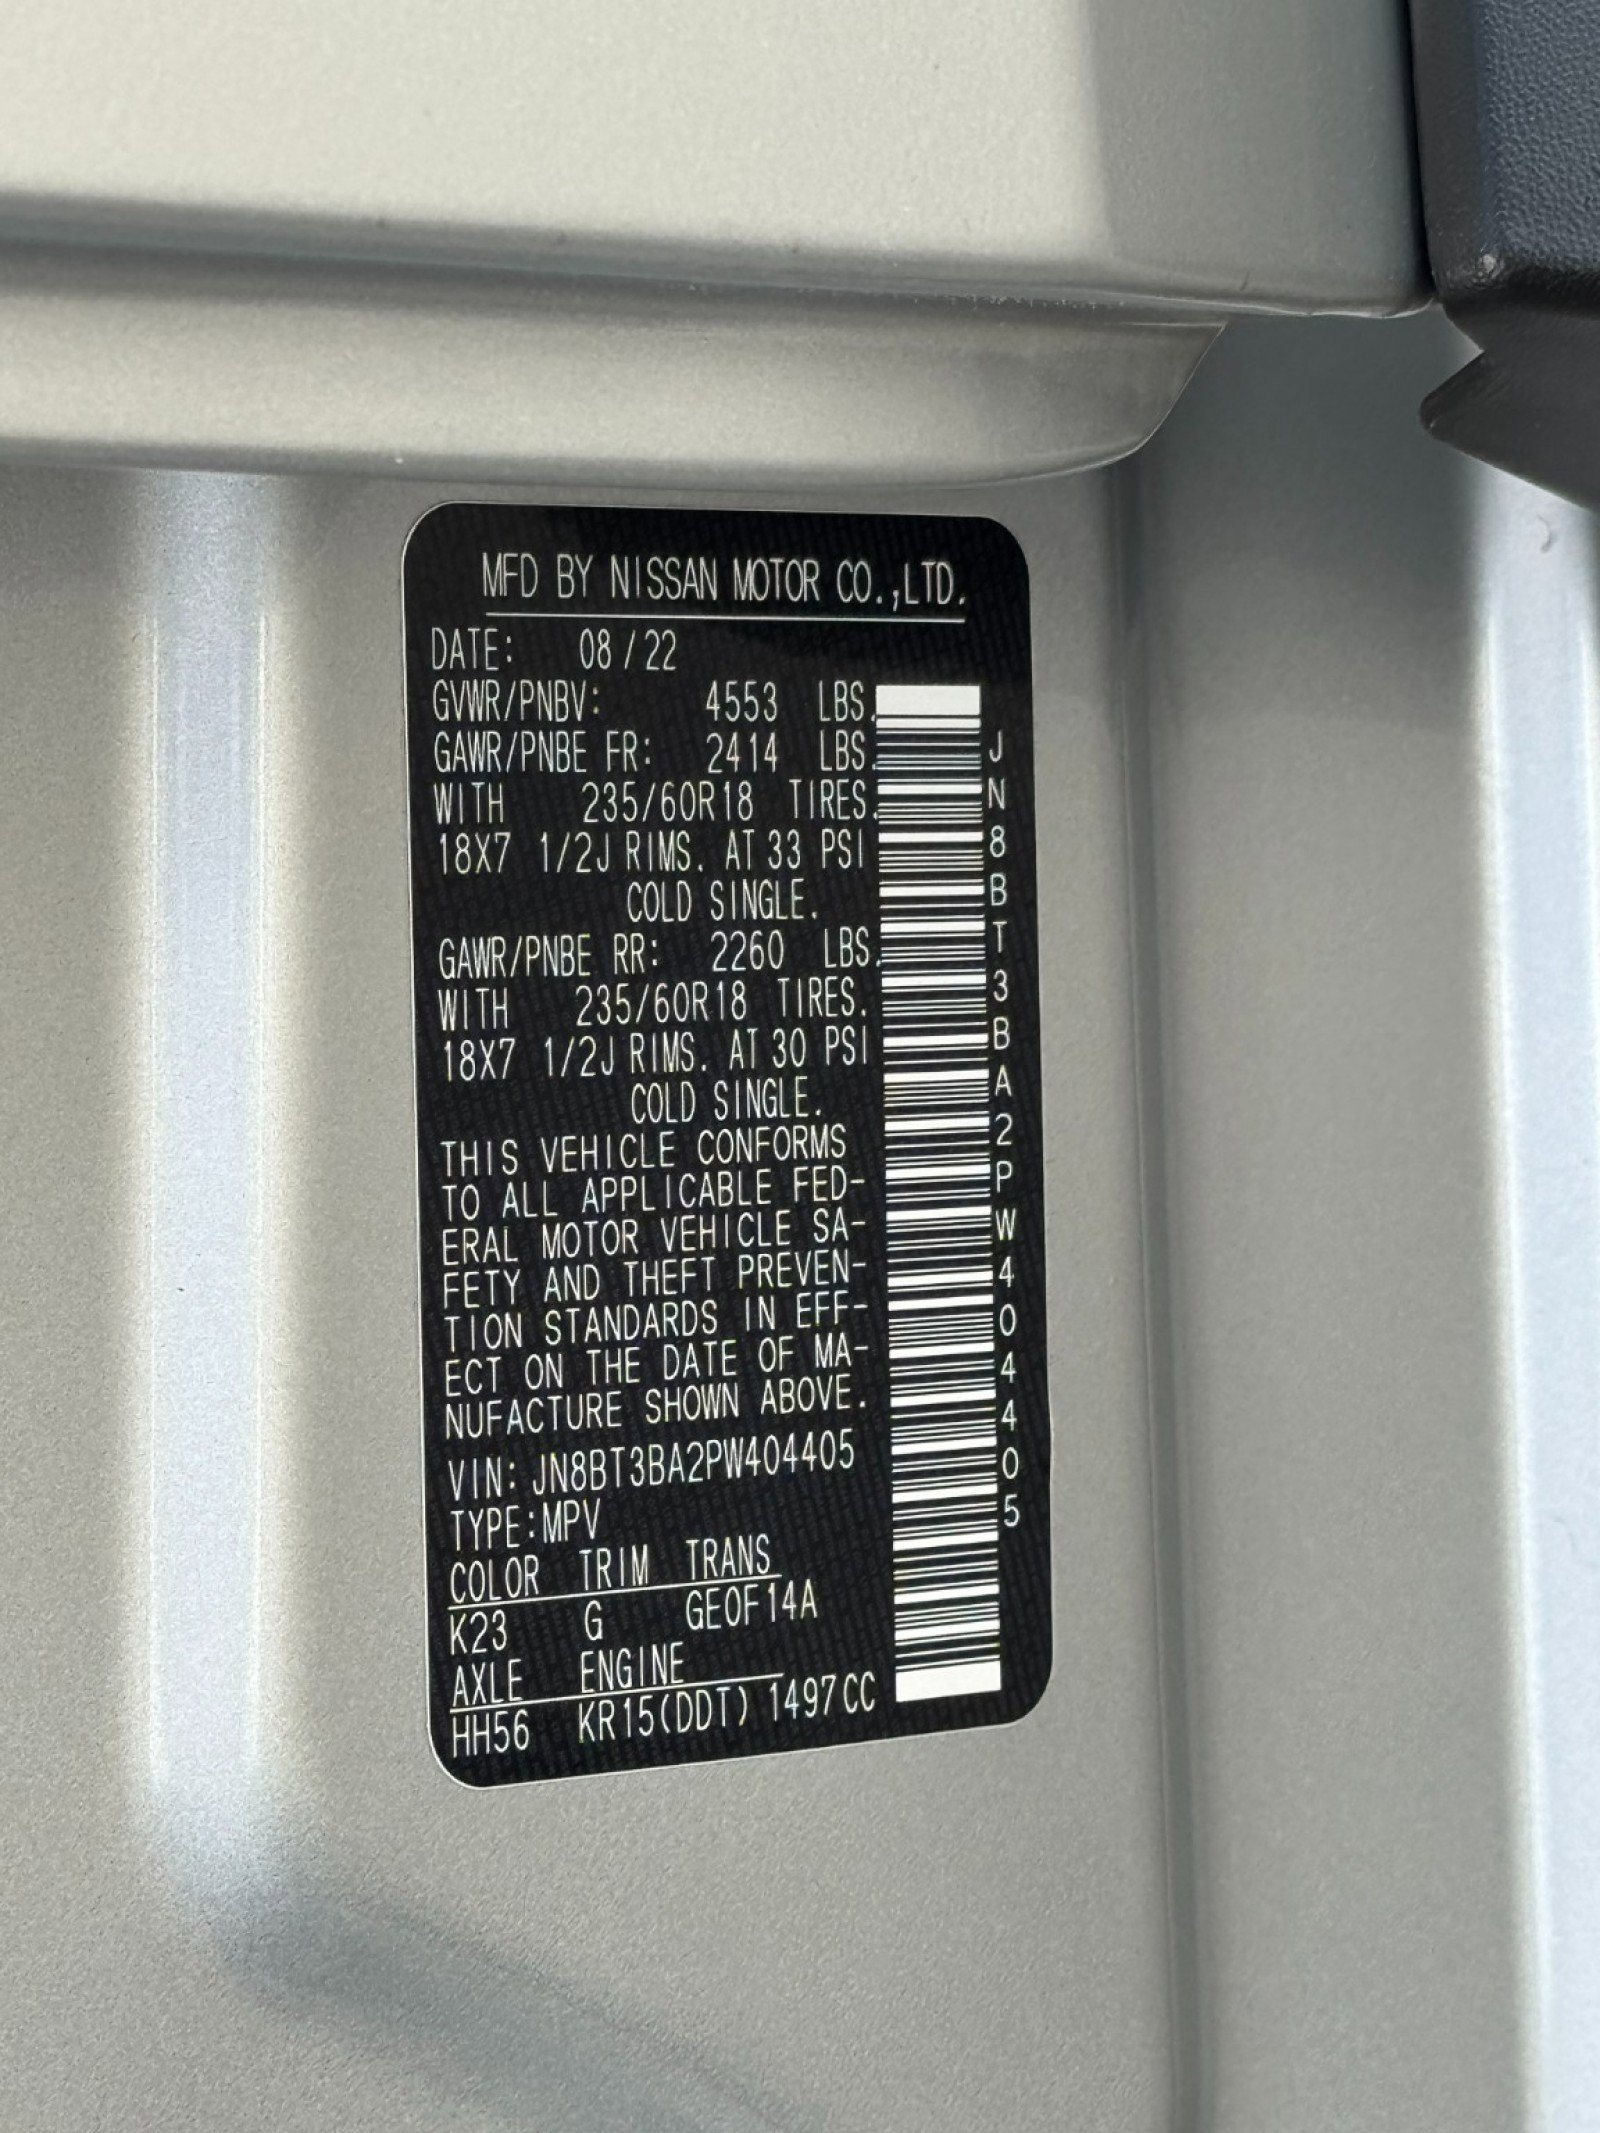 MFD BY NISSAN MOTOR CO.,LTD.
DATE: 08/22
GVWR/PNBV: 4553 LBS.
GAWR/PNBE FR: 2414 LBS.
WITH 235/60R18 TIRES.
18X7 1/2J RIMS. AT 33 PSI
COLD SINGLE.
GAWR/PNBE RR: 2260 LBS.
WITH 235/60R18 TIRES.
18X7 1/2J RIMS. AT 30 PSI
COLD SINGLE.
THIS VEHICLE CONFORMS
TO ALL APPLICABLE FED-
ERAL MOTOR VEHICLE SA-
FETY AND THEFT PREVEN-
TION STANDARDS IN EFF-
ECT ON THE DATE OF MA-
NUFACTURE SHOWN ABOVE.
VIN: JN8BT3BA2PW404405
TYPE:MPV
COLOR TRIM TRANS
K23 G GE0F14A
AXLE ENGINE
HH56 KR15(DDT) 1497CC
JN8BT3BA2PW404405